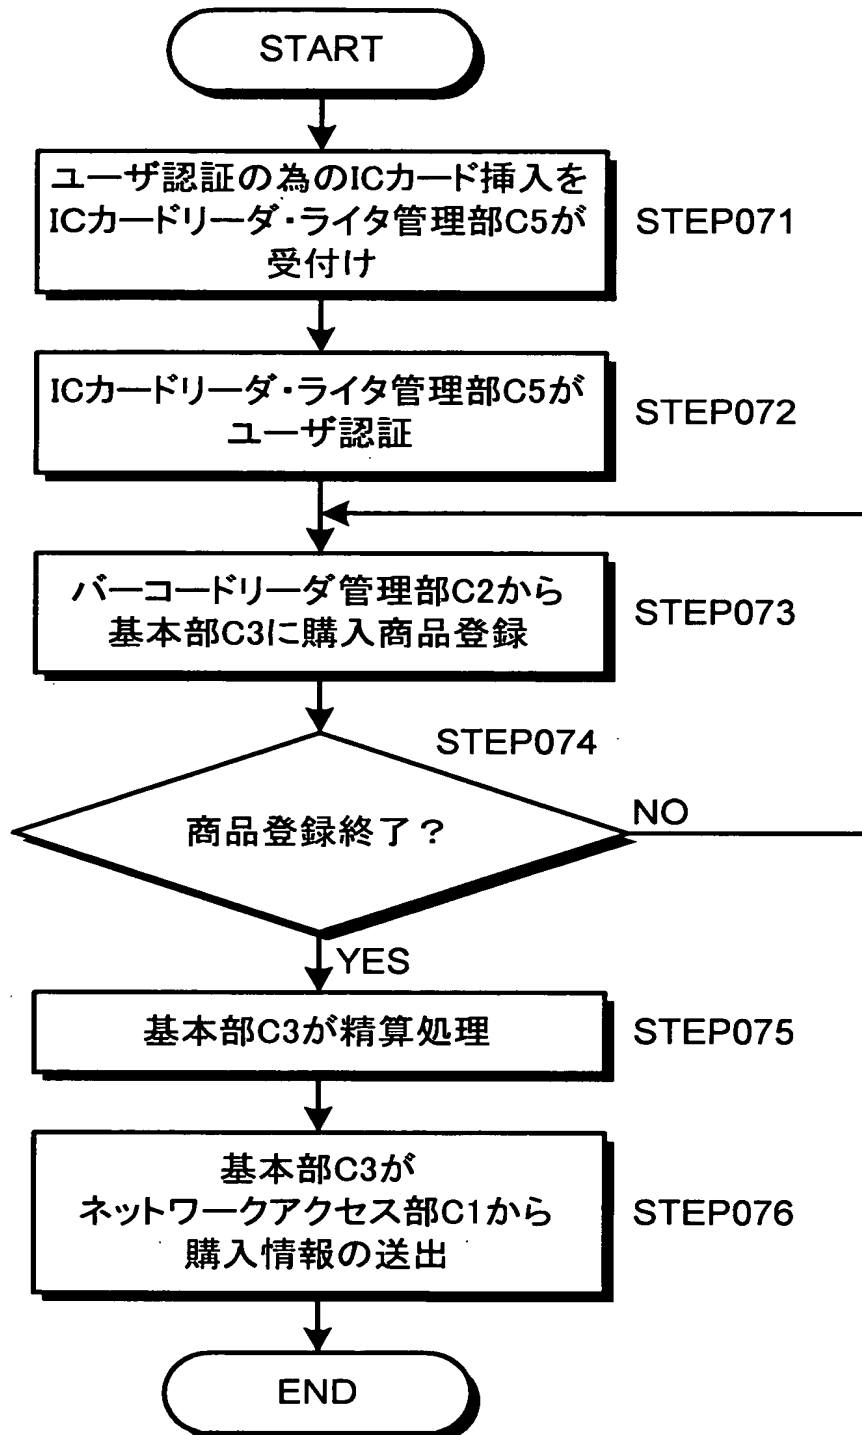 START
ユーザ認証の為のICカード挿入を
ICカードリーダ・ライタ管理部C5が
受付け
STEP071
ICカードリーダ・ライタ管理部C5が
ユーザ認証
STEP072
バーコードリーダ管理部C2から
基本部C3に購入商品登録
STEP073
STEP074
商品登録終了？
NO
YES
基本部C3が精算処理
STEP075
基本部C3が
ネットワークアクセス部C1から
購入情報の送出
STEP076
END